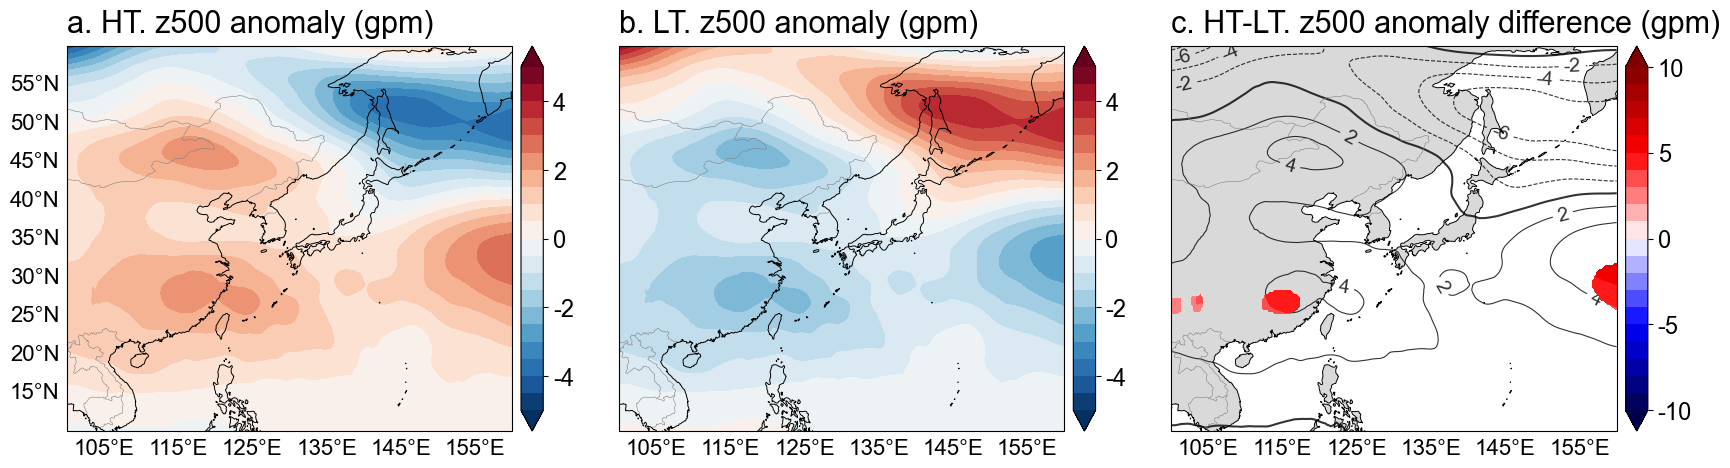 a. HT. z500 anomaly (gpm)
55°N
50°N
45°N
40°N
35°N
30°N
25°N
20°N
15°N
105°E 115°E 125°E 135°E 145°E 155°E
4
2
0
-2
-4
b. LT. z500 anomaly (gpm)
105°E 115°E 125°E 135°E 145°E 155°E
4
2
0
-2
-4
c. HT-LT. z500 anomaly difference (gpm)
-6
-4
-2
-2
-4
-6
2
4
2
4
2
4
105°E 115°E 125°E 135°E 145°E 155°E
10
5
0
-5
-10